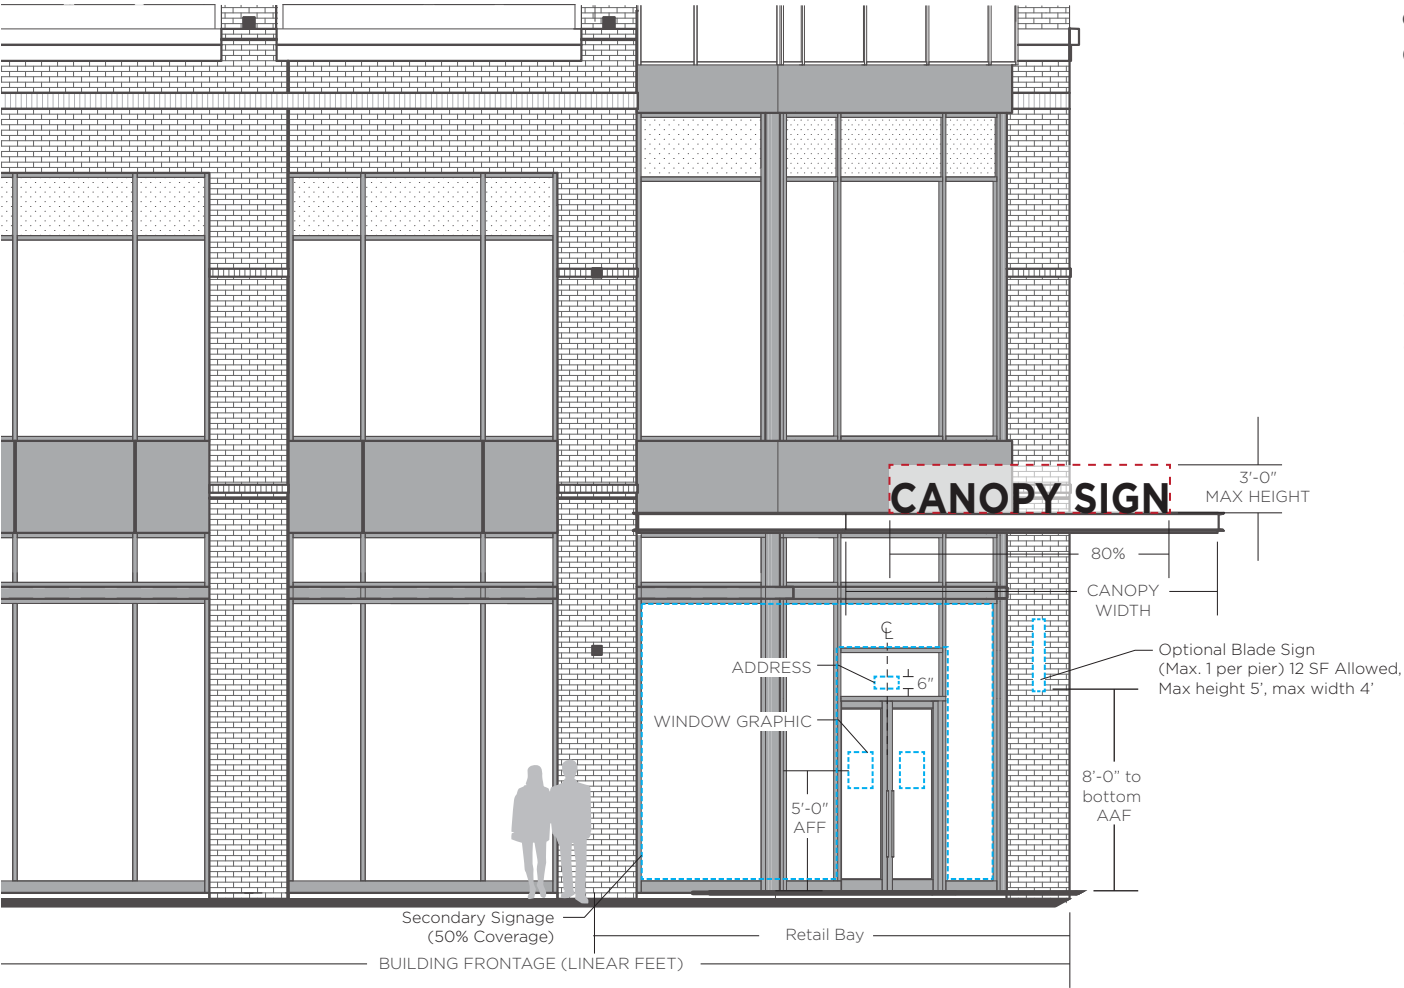 CANOPY SIGN
3'-0"
MAX HEIGHT
80%
CANOPY
WIDTH
℄
ADDRESS
6"
Optional Blade Sign
(Max. 1 per pier) 12 SF Allowed,
Max height 5', max width 4'
WINDOW GRAPHIC
5'-0"
AFF
8'-0" to
bottom
AAF
Secondary Signage
(50% Coverage)
Retail Bay
BUILDING FRONTAGE (LINEAR FEET)